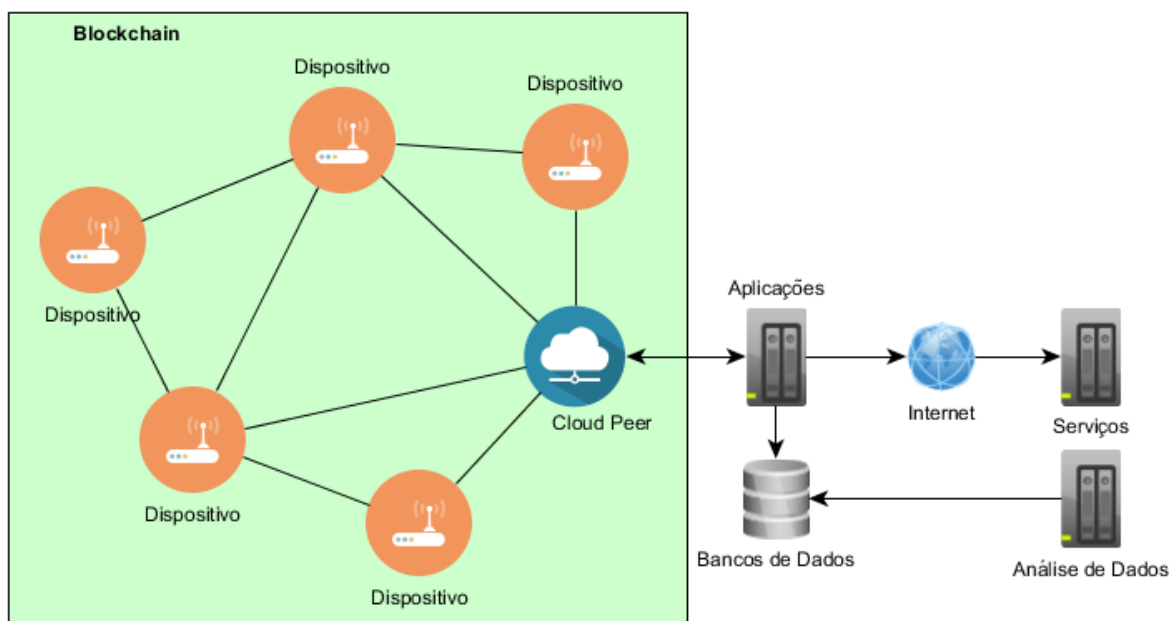 Blockchain
Dispositivo
Dispositivo
Dispositivo
Dispositivo
Dispositivo
Cloud Peer
Aplicações
Internet
Serviços
Bancos de Dados
Análise de Dados